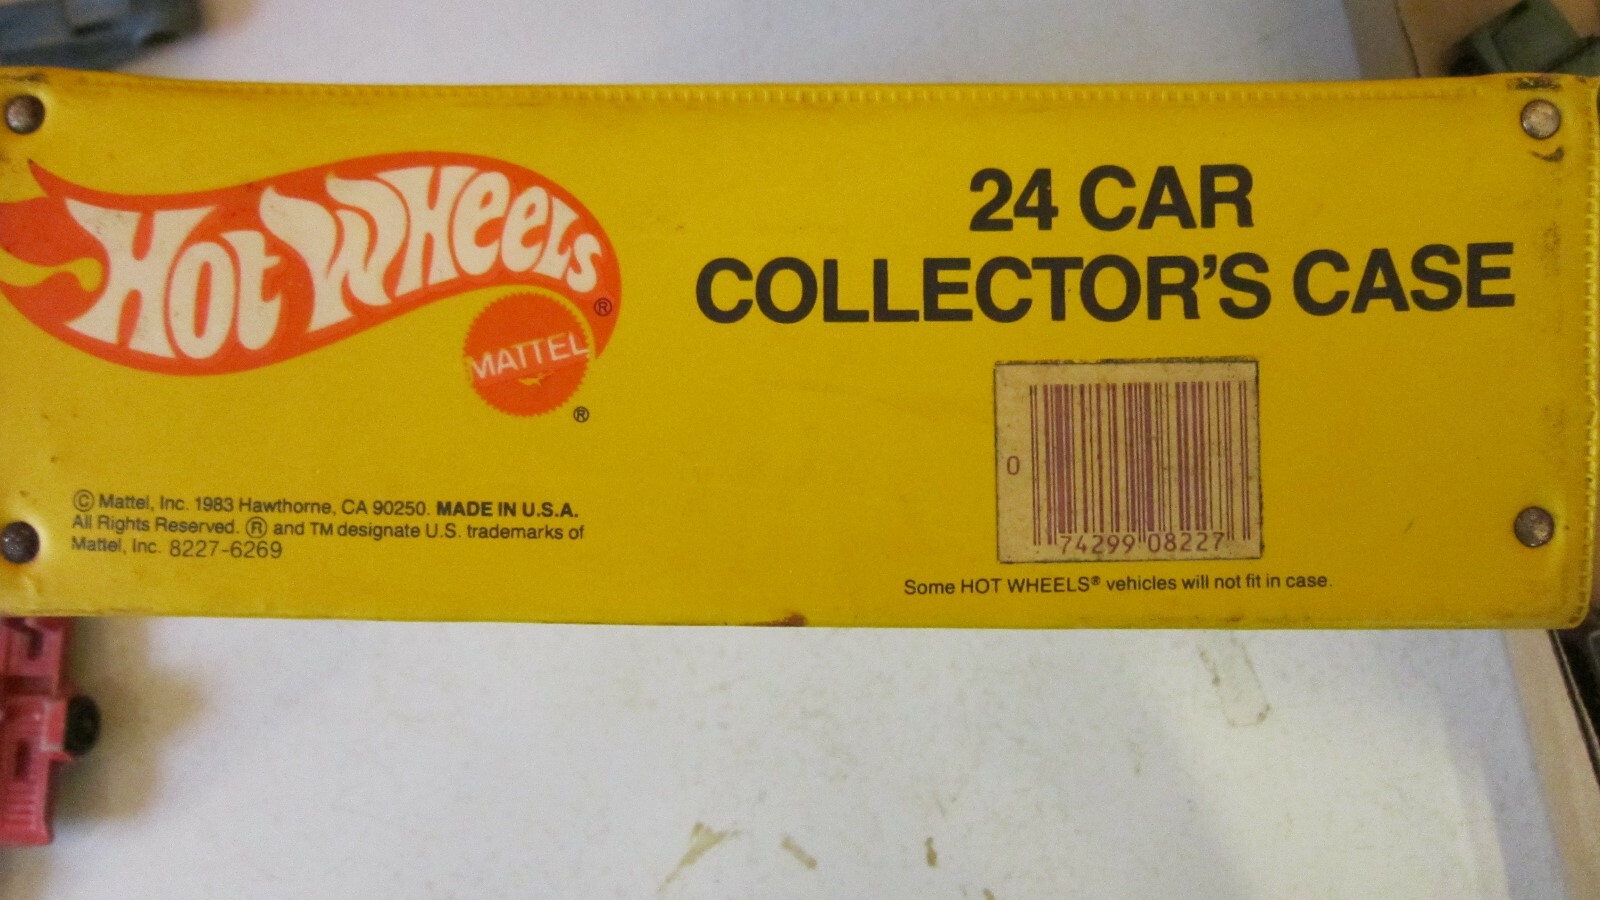 HOT WHEELS ®
MATTEL
®
24 CAR
COLLECTOR'S CASE
© Mattel, Inc. 1983 Hawthorne, CA 90250. MADE IN U.S.A.
All Rights Reserved. ® and TM designate U.S. trademarks of
Mattel, Inc. 8227-6269
0 74299 08227
Some HOT WHEELS® vehicles will not fit in case.